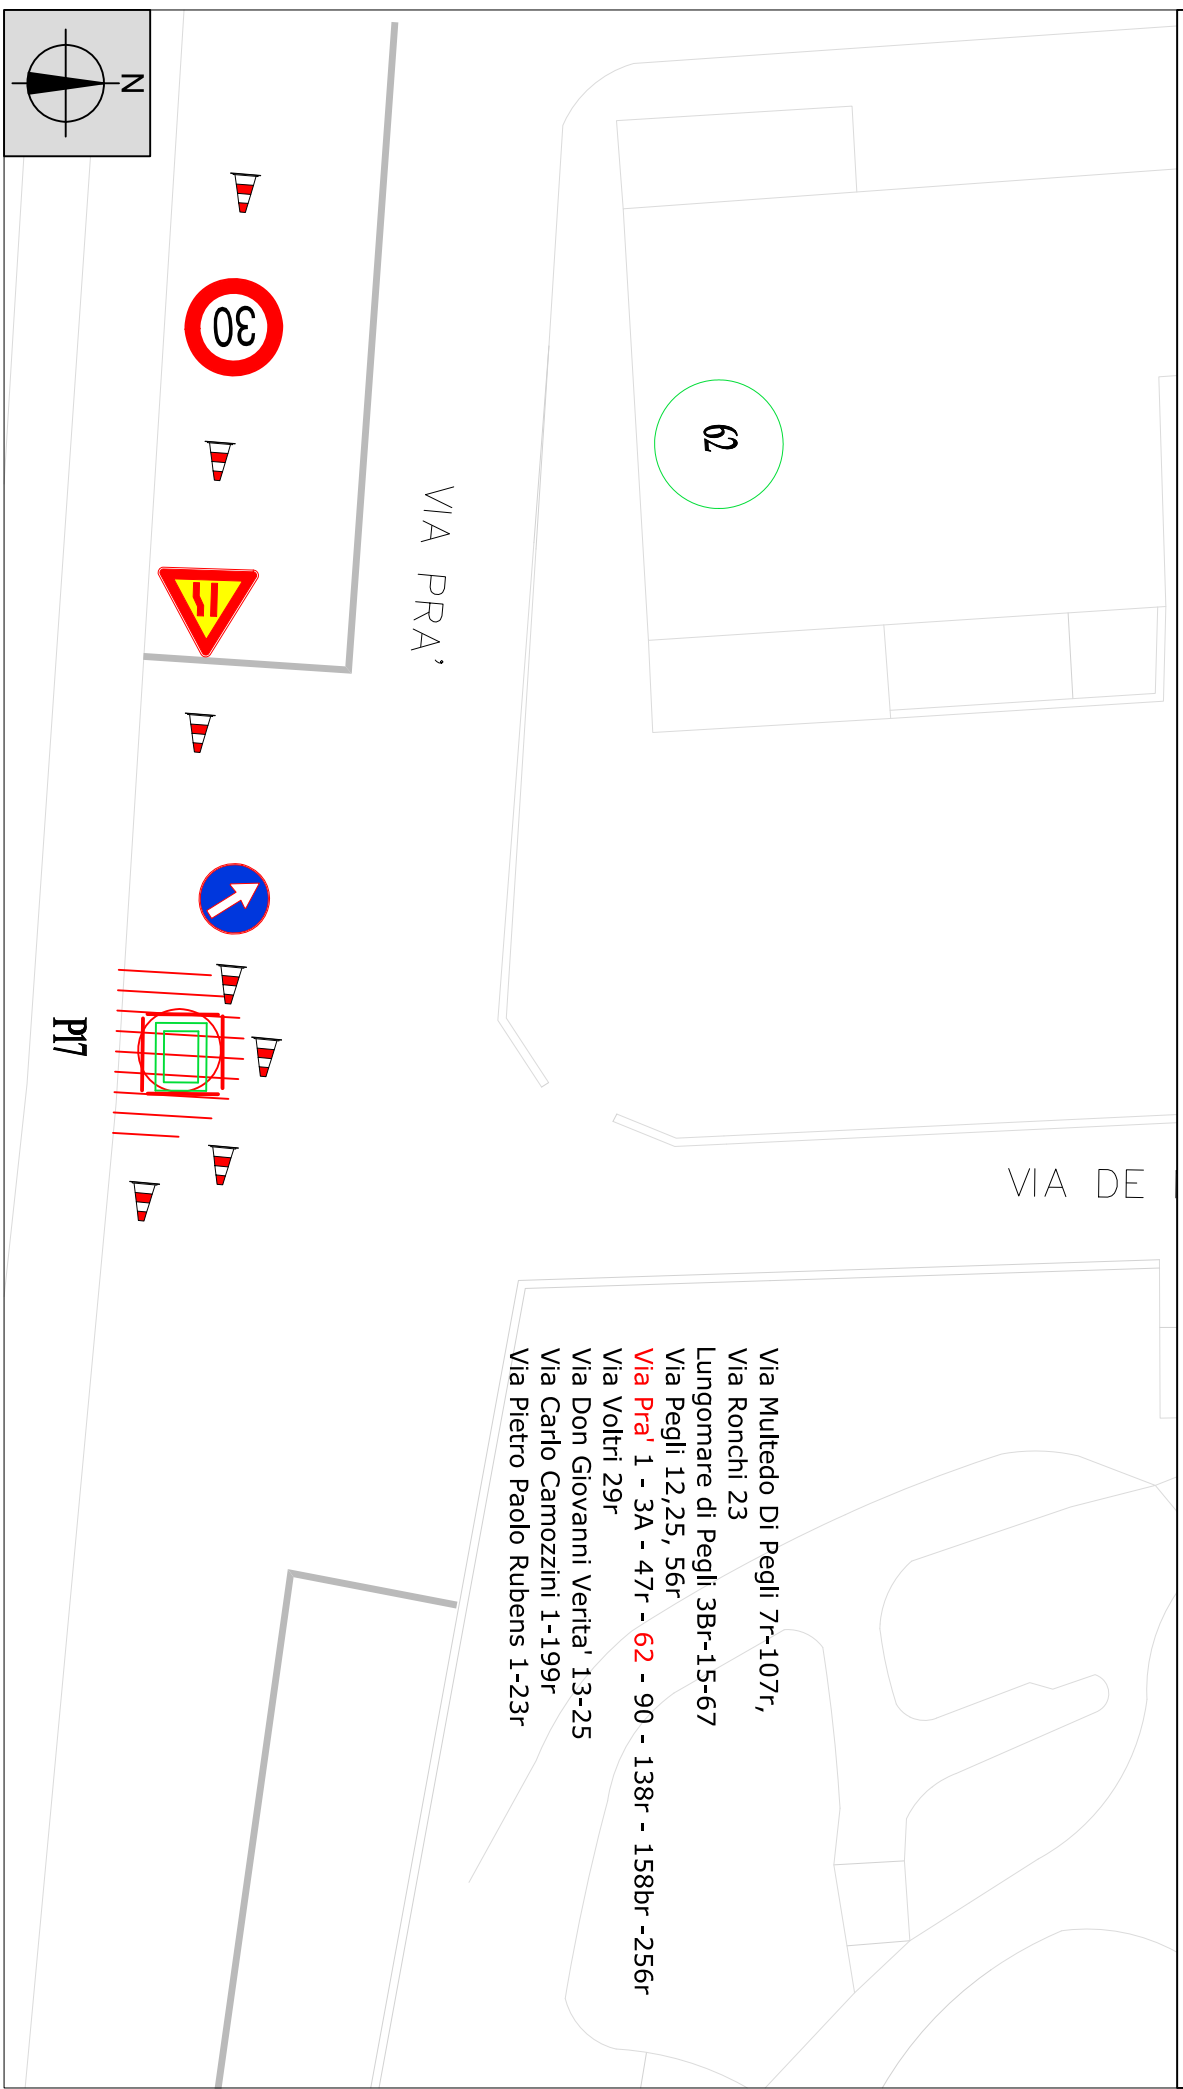 N
30
62
VIA PRA'
P17
VIA DE
Via Multedo Di Pegli 7r-107r,
Via Ronchi 23
Lungomare di Pegli 3Br-15-67
Via Pegli 12,25, 56r
Via Pra' 1 - 3A - 47r - 62 - 90 - 138r - 158br -256r
Via Voltri 29r
Via Don Giovanni Verita' 13-25
Via Carlo Camozzini 1-199r
Via Pietro Paolo Rubens 1-23r